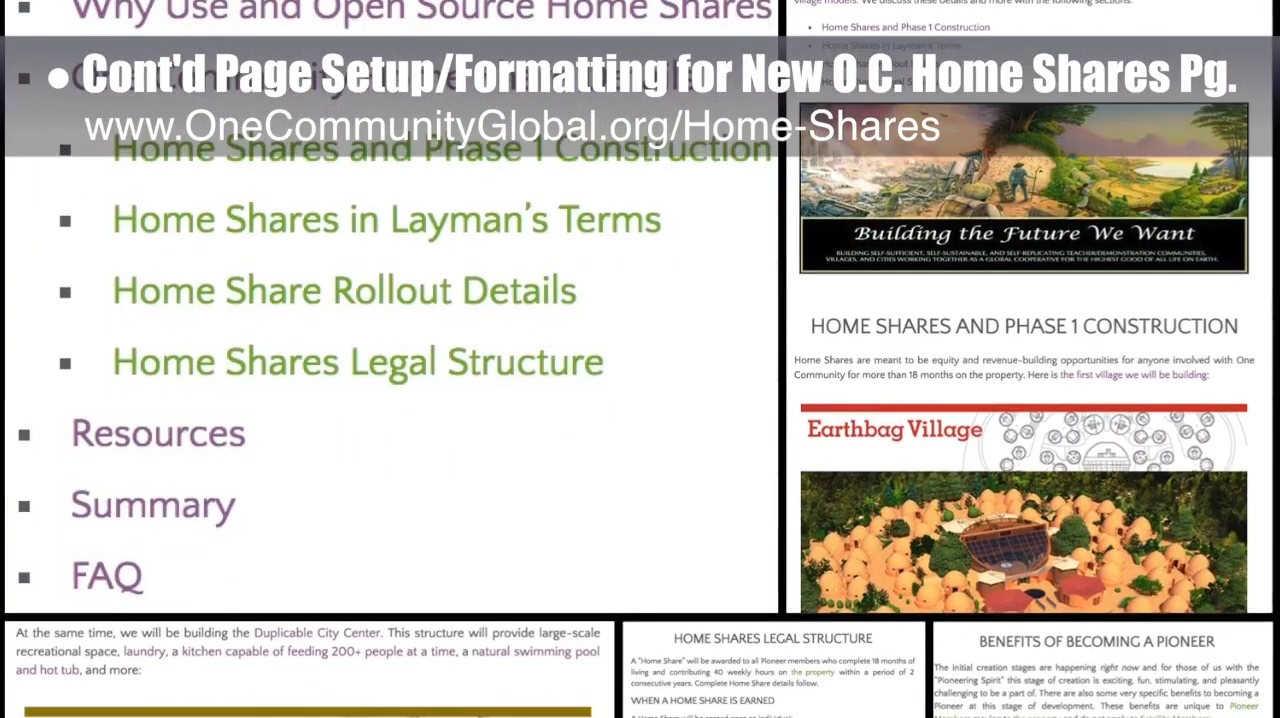 Why Use and Open Source Home Shares
● Cont'd Page Setup/Formatting for New O.C. Home Shares Pg.
www.OneCommunityGlobal.org/Home-Shares
Home Shares and Phase 1 Construction
Home Shares in Layman's Terms
Home Share Rollout Details
Home Shares Legal Structure
Resources
Summary
FAQ
village models. We discuss these details and more with the following sections:
Home Shares and Phase 1 Construction
Home Shares in Layman's Terms
Building the Future We Want
BUILDING SELF-SUFFICIENT, SELF-SUSTAINABLE, AND SELF-REPLICATING TEACHER/DEMONSTRATION COMMUNITIES,
VILLAGES, AND CITIES WORKING TOGETHER AS A GLOBAL COOPERATIVE FOR THE HIGHEST GOOD OF ALL LIFE ON EARTH.
HOME SHARES AND PHASE 1 CONSTRUCTION
Home Shares are meant to be equity and revenue-building opportunities for anyone involved with One
Community for more than 18 months on the property. Here is the first village we will be building:
Earthbag Village
At the same time, we will be building the Duplicable City Center. This structure will provide large-scale
recreational space, laundry, a kitchen capable of feeding 200+ people at a time, a natural swimming pool
and hot tub, and more:
HOME SHARES LEGAL STRUCTURE
A "Home Share" will be awarded to all Pioneer members who complete 18 months of
living and contributing 40 weekly hours on the property within a period of 2
consecutive years. Complete Home Share details follow.
WHEN A HOME SHARE IS EARNED
BENEFITS OF BECOMING A PIONEER
The initial creation stages are happening right now and for those of us with the
"Pioneering Spirit" this stage of creation is exciting, fun, stimulating, and pleasantly
challenging to be a part of. There are also some very specific benefits to becoming a
Pioneer at this stage of development. These benefits are unique to Pioneer